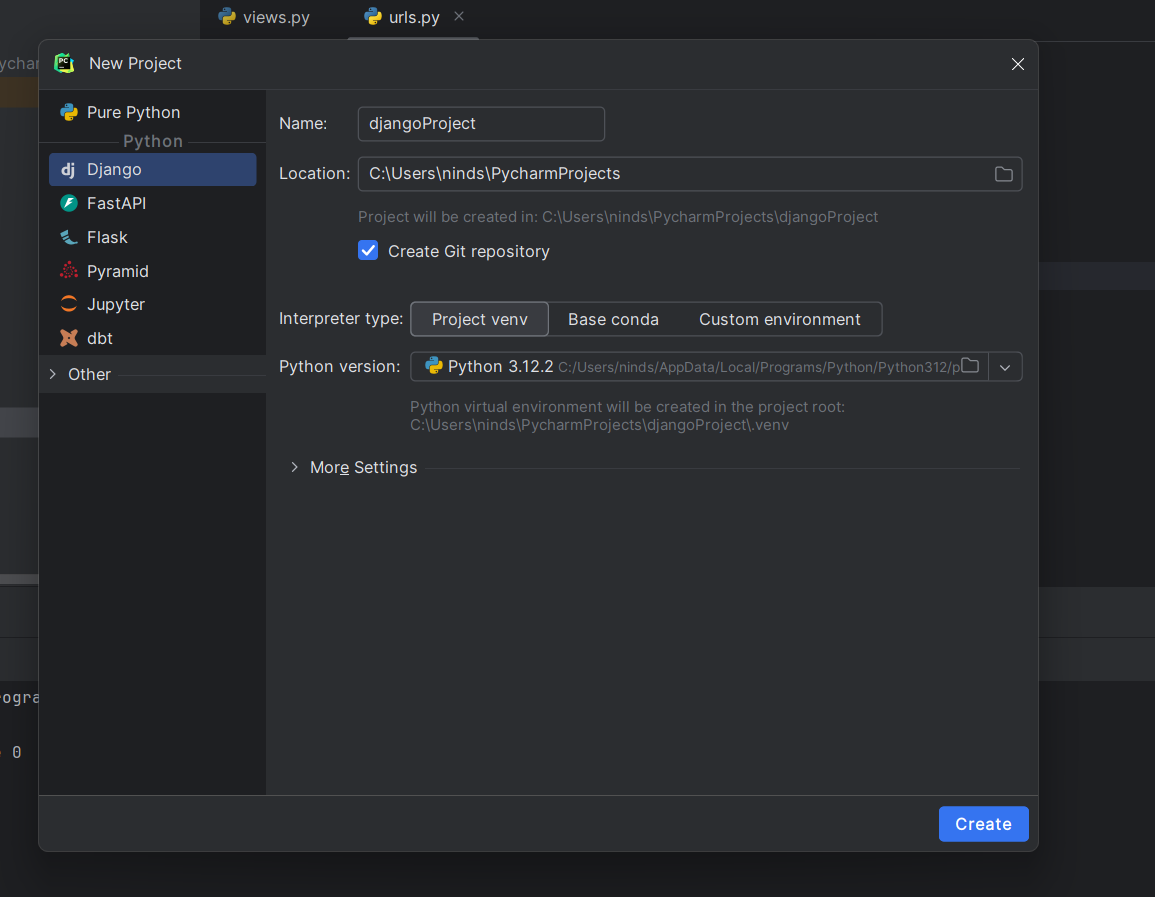 views.py urls.py
New Project
Pure Python
Python
Django
FastAPI
Flask
Pyramid
Jupyter
dbt
Other
Name: djangoProject
Location: C:\Users\ninds\PycharmProjects
Project will be created in: C:\Users\ninds\PycharmProjects\djangoProject
Create Git repository
Interpreter type: Project venv Base conda Custom environment
Python version: Python 3.12.2 C:/Users/ninds/AppData/Local/Programs/Python/Python312/p
Python virtual environment will be created in the project root:
C:\Users\ninds\PycharmProjects\djangoProject\.venv
More Settings
0
Create